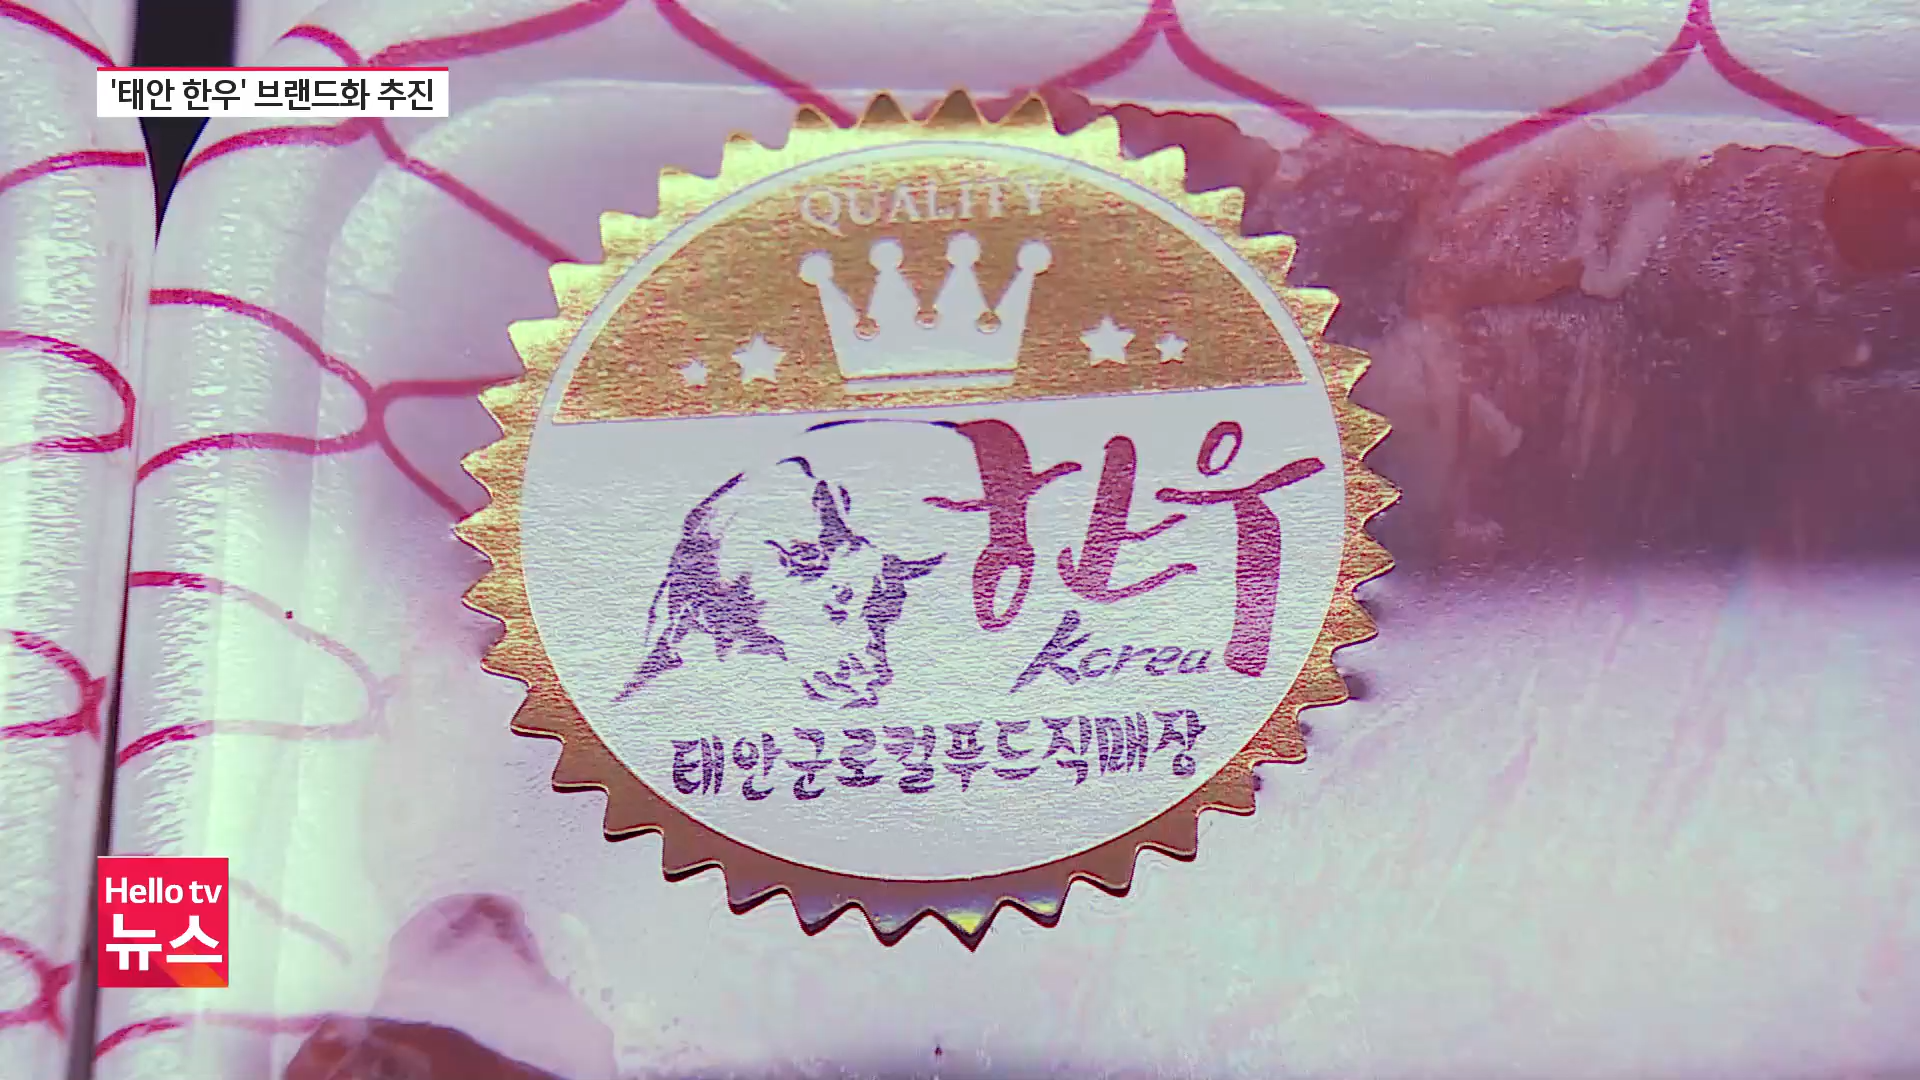 '태안 한우' 브랜드화 추진
QUALITY
한우
Korea
태안군로컬푸드직매장
Hello tv
뉴스